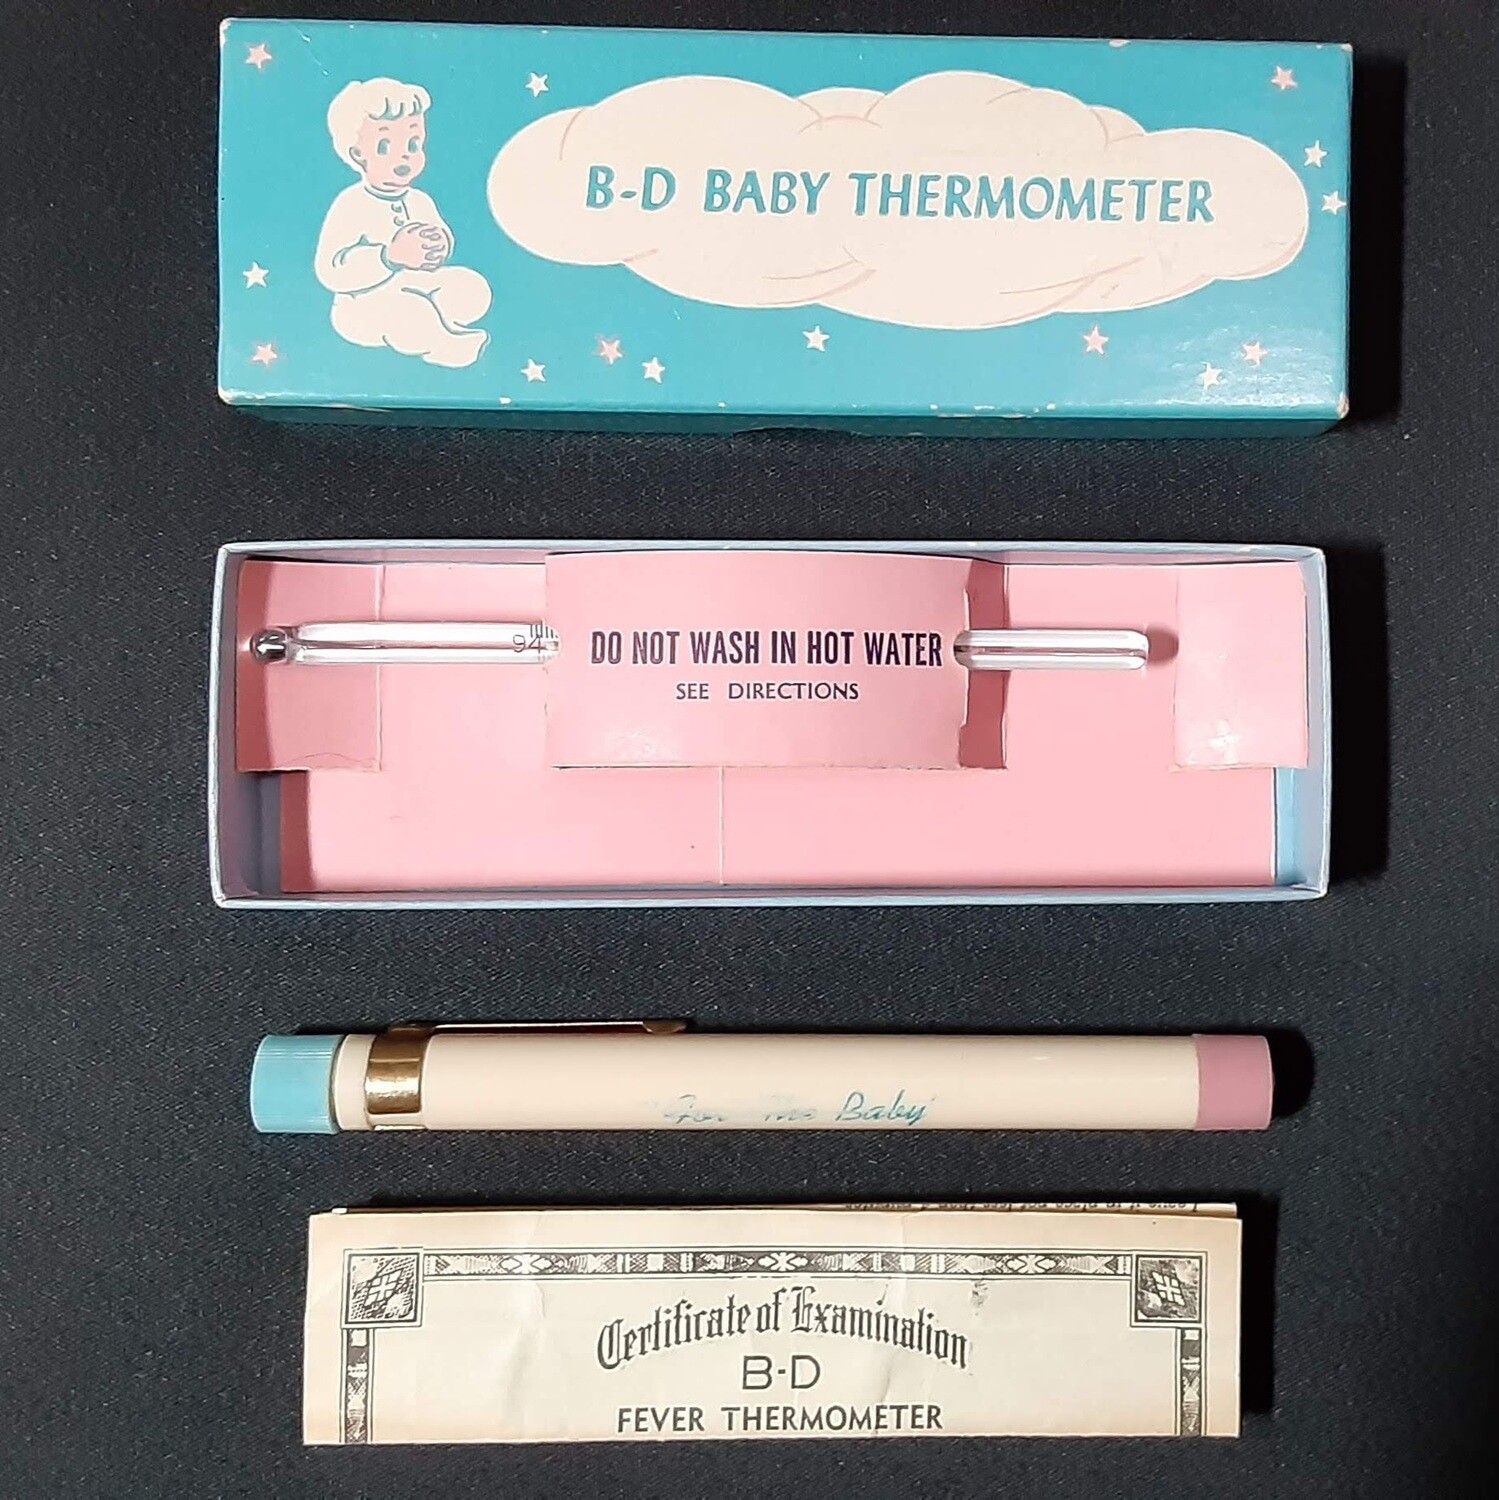 B-D BABY THERMOMETER
94
DO NOT WASH IN HOT WATER
SEE DIRECTIONS
"For The Baby"
Certificate of Examination
B-D
FEVER THERMOMETER